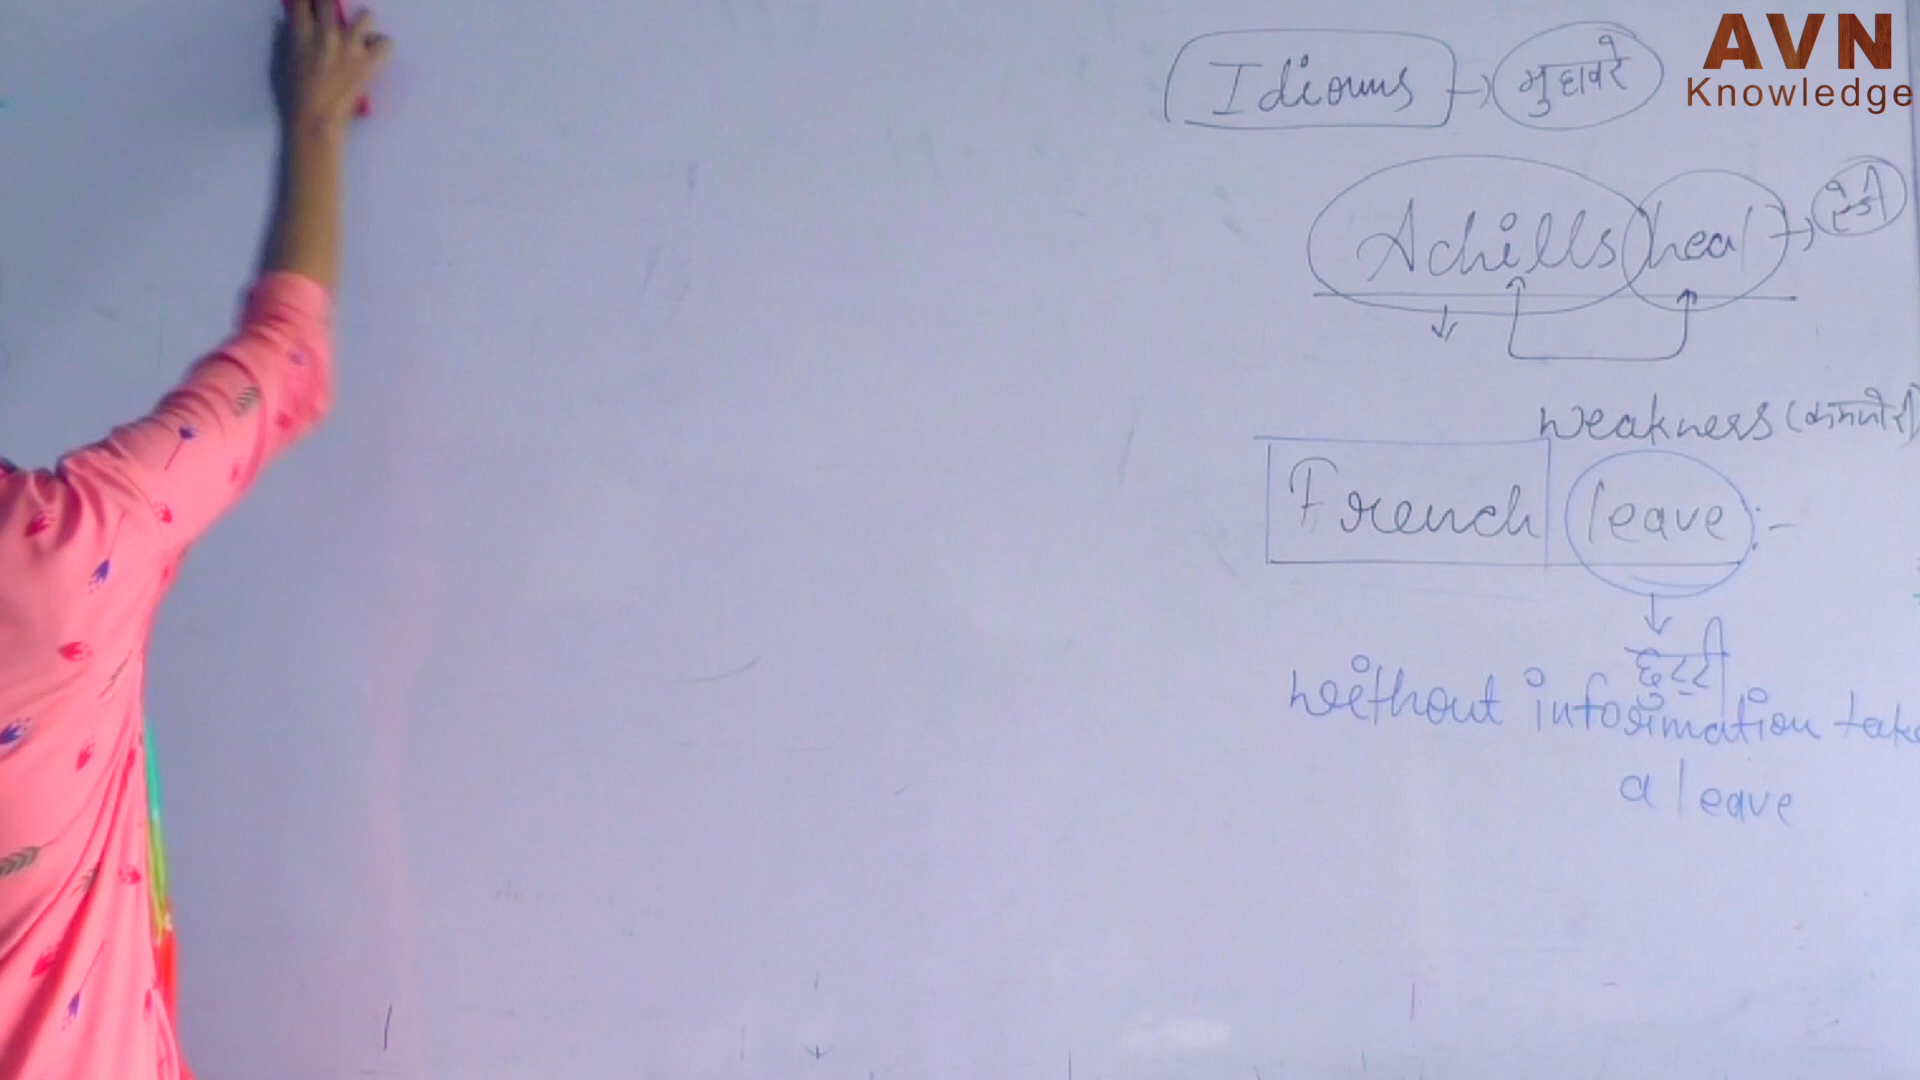 AVN
Knowledge
Idioms → मुहावरे
Achills heal → एड़ी
weakness (कमजोरी)
French leave :-
छुट्टी
without information take
a leave